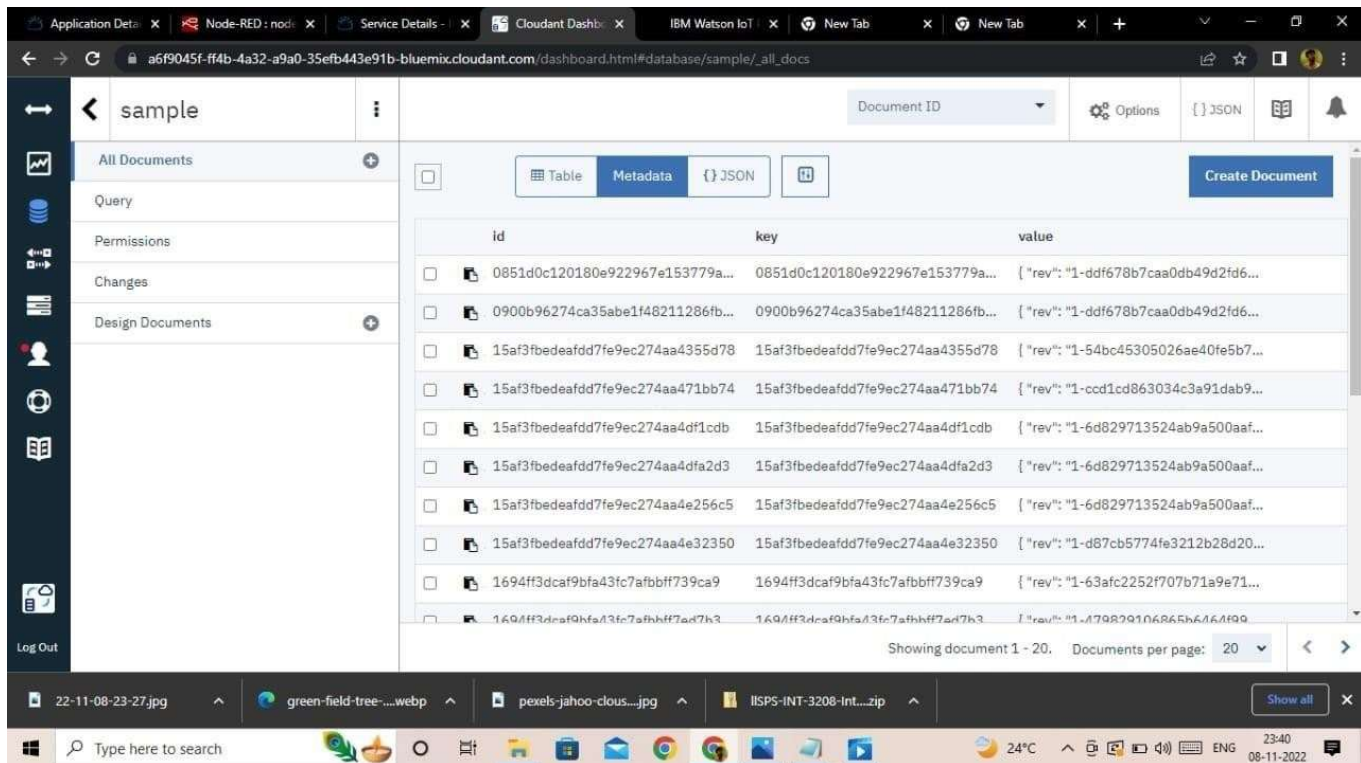 Application Deta
Node-RED : node
Service Details -
Cloudant Dashbo
IBM Watson IoT
New Tab
New Tab
a6f9045f-ff4b-4a32-a9a0-35efb443e91b-bluemix.cloudant.com/dashboard.html#database/sample/_all_docs
sample
Document ID
Options
{ } JSON
All Documents
Query
Permissions
Changes
Design Documents
Log Out
Table
Metadata
{ } JSON
Create Document
id key value
0851d0c120180e922967e153779a... 0851d0c120180e922967e153779a... { "rev": "1-ddf678b7caa0db49d2fd6...
0900b96274ca35abe1f48211286fb... 0900b96274ca35abe1f48211286fb... { "rev": "1-ddf678b7caa0db49d2fd6...
15af3fbedeafdd7fe9ec274aa4355d78 15af3fbedeafdd7fe9ec274aa4355d78 { "rev": "1-54bc45305026ae40fe5b7...
15af3fbedeafdd7fe9ec274aa471bb74 15af3fbedeafdd7fe9ec274aa471bb74 { "rev": "1-ccd1cd863034c3a91dab9...
15af3fbedeafdd7fe9ec274aa4df1cdb 15af3fbedeafdd7fe9ec274aa4df1cdb { "rev": "1-6d829713524ab9a500aaf...
15af3fbedeafdd7fe9ec274aa4dfa2d3 15af3fbedeafdd7fe9ec274aa4dfa2d3 { "rev": "1-6d829713524ab9a500aaf...
15af3fbedeafdd7fe9ec274aa4e256c5 15af3fbedeafdd7fe9ec274aa4e256c5 { "rev": "1-6d829713524ab9a500aaf...
15af3fbedeafdd7fe9ec274aa4e32350 15af3fbedeafdd7fe9ec274aa4e32350 { "rev": "1-d87cb5774fe3212b28d20...
1694ff3dcaf9bfa43fc7afbbff739ca9 1694ff3dcaf9bfa43fc7afbbff739ca9 { "rev": "1-63afc2252f707b71a9e71...
1694ff3dcaf9bfa43fc7afbbff7ed7b3 1694ff3dcaf9bfa43fc7afbbff7ed7b3 { "rev": "1-479829106865b6464f99
Showing document 1 - 20. Documents per page: 20
22-11-08-23-27.jpg
green-field-tree-....webp
pexels-jahoo-clous....jpg
IISPS-INT-3208-Int....zip
Show all
Type here to search
24°C
ENG
23:40
08-11-2022